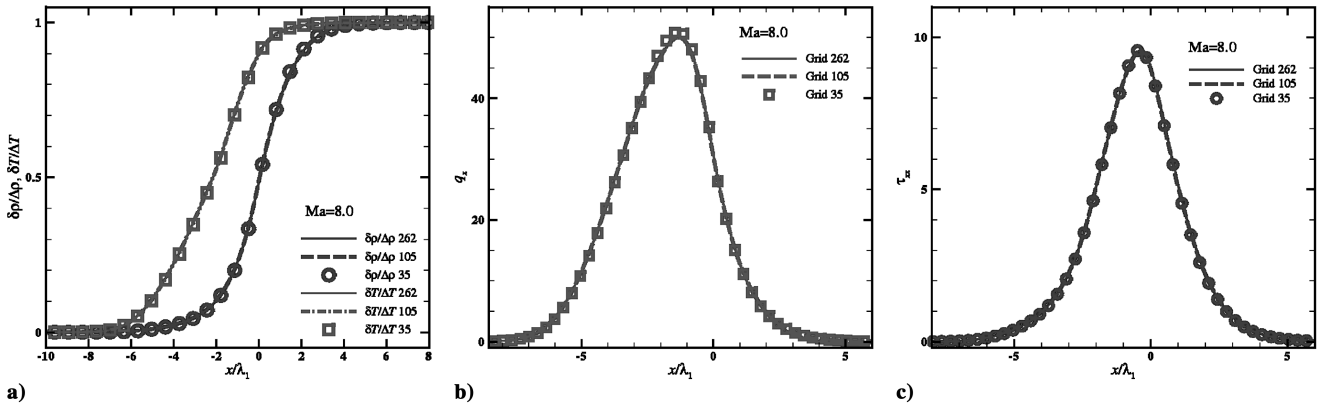 1
0.5
0
δρ/Δρ, δT/ΔT
Ma=8.0
δρ/Δρ 262
δρ/Δρ 105
δρ/Δρ 35
δT/ΔT 262
δT/ΔT 105
δT/ΔT 35
-10 -8 -6 -4 -2 0 2 4 6 8
x/λ1
a)
40
20
0
qx
Ma=8.0
Grid 262
Grid 105
Grid 35
-5 0 5
x/λ1
b)
10
5
0
τxx
Ma=8.0
Grid 262
Grid 105
Grid 35
-5 0 5
x/λ1
c)